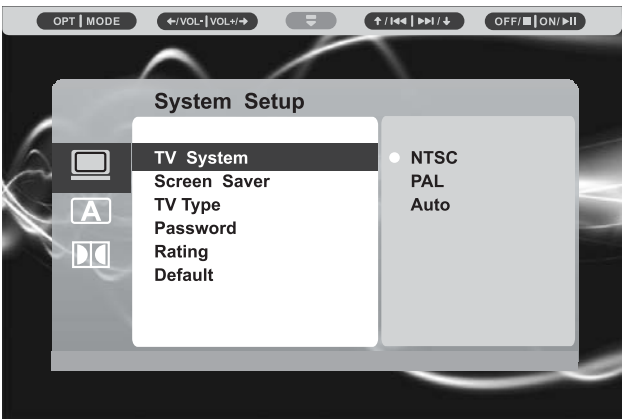 OPT | MODE
←/VOL- | VOL+/→
↑/⏮ | ⏭/↓
OFF/■ | ON/▶II
System Setup
TV System
Screen Saver
TV Type
Password
Rating
Default
NTSC
PAL
Auto
A